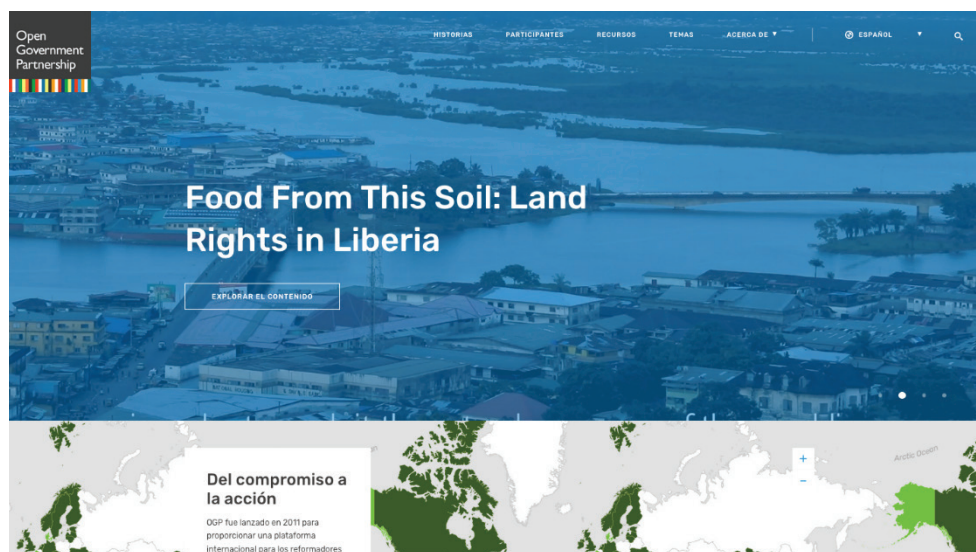 Open
Government
Partnership
HISTORIAS
PARTICIPANTES
RECURSOS
TEMAS
ACERCA DE ▼
ESPAÑOL ▼
Food From This Soil: Land
Rights in Liberia
EXPLORAR EL CONTENIDO
Del compromiso a
la acción
OGP fue lanzado en 2011 para
proporcionar una plataforma
internacional para los reformadores
+
−
Arctic Ocean